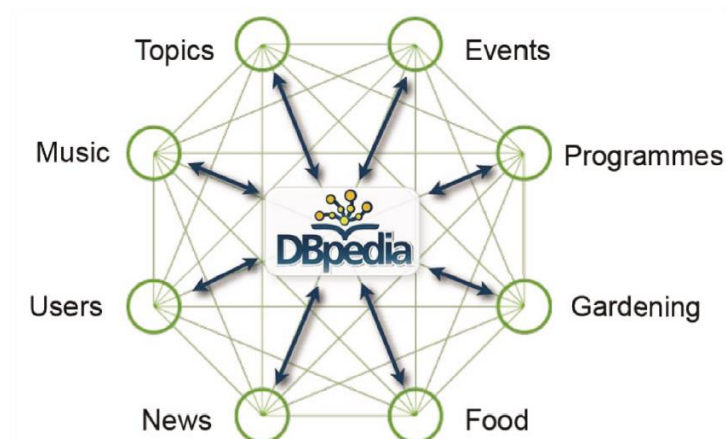 Topics
Events
Music
Programmes
DBpedia
Users
Gardening
News
Food